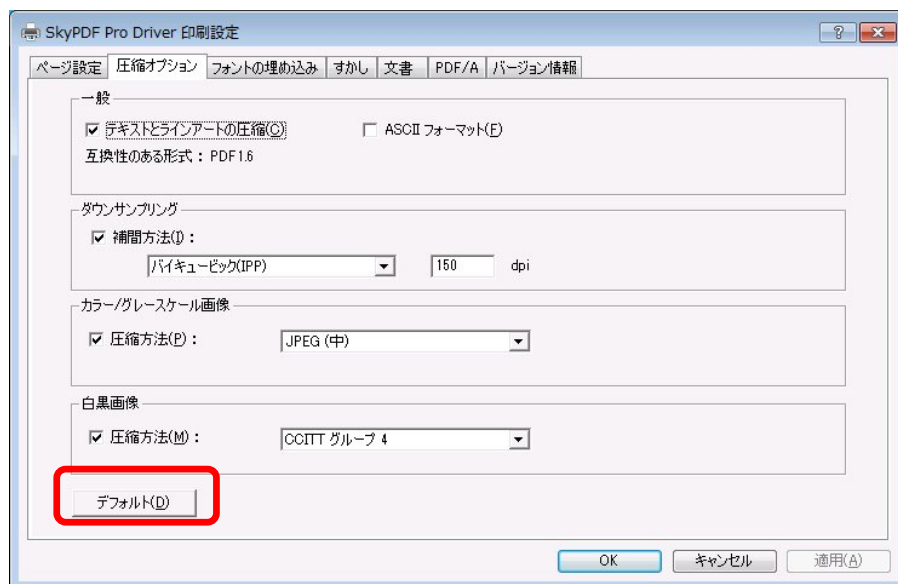 SkyPDF Pro Driver 印刷設定
ページ設定 圧縮オプション フォントの埋め込み すかし 文書 PDF/A バージョン情報
一般
テキストとラインアートの圧縮(C) ASCII フォーマット(F)
互換性のある形式：PDF1.6
ダウンサンプリング
補間方法(I)：
バイキュービック(IPP) 150 dpi
カラー/グレースケール画像
圧縮方法(P)： JPEG (中)
白黒画像
圧縮方法(M)： CCITT グループ 4
デフォルト(D)
OK キャンセル 適用(A)